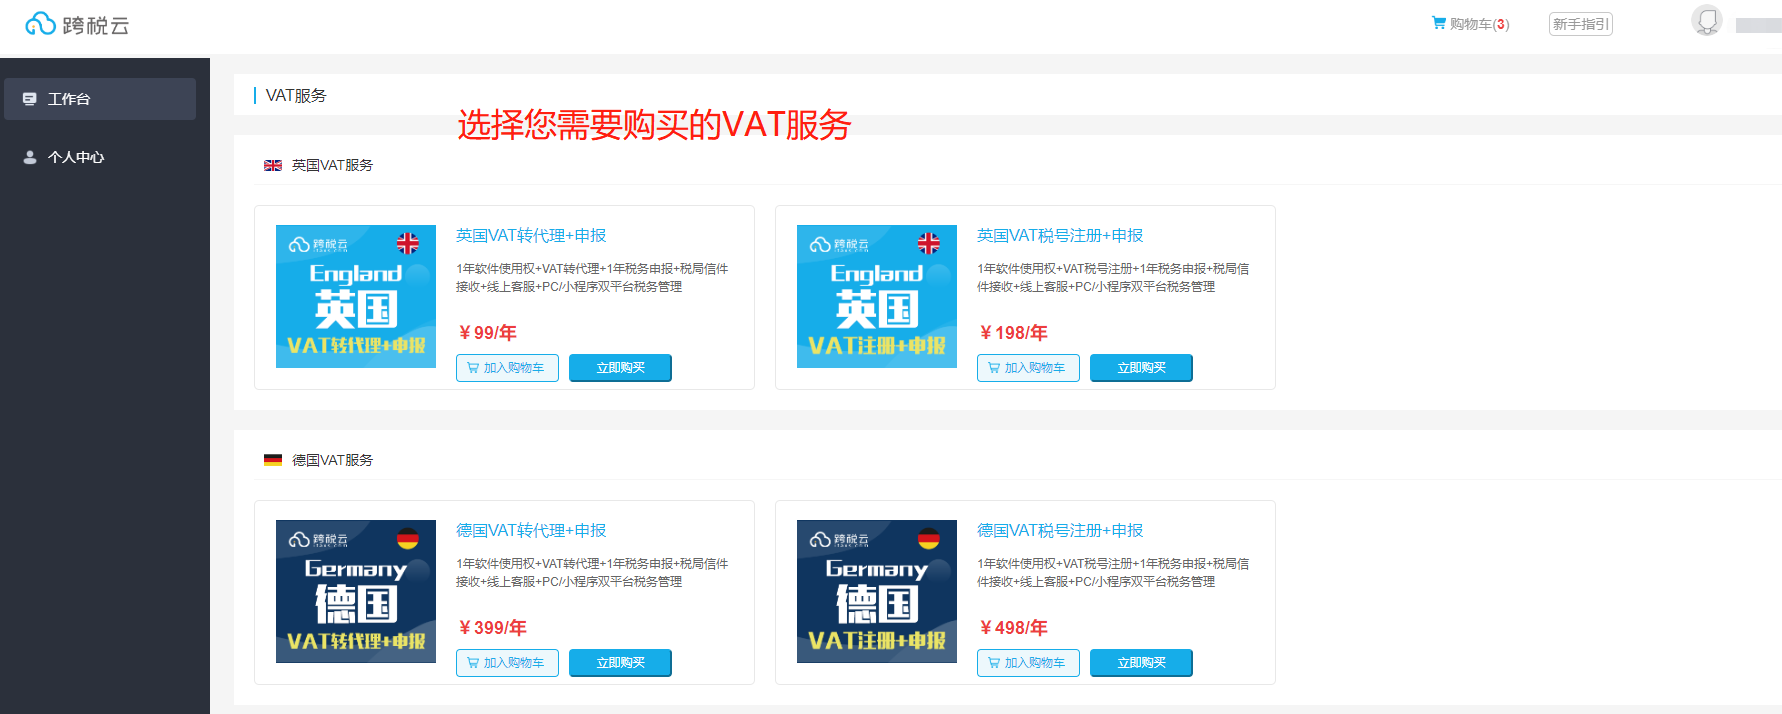 跨税云
购物车(3)
新手指引
工作台
个人中心
VAT服务
选择您需要购买的VAT服务
英国VAT服务
跨税云
England
英国
VAT转代理+申报
英国VAT转代理+申报
1年软件使用权+VAT转代理+1年税务申报+税局信件
接收+线上客服+PC/小程序双平台税务管理
￥99/年
加入购物车
立即购买
跨税云
England
英国
VAT注册+申报
英国VAT税号注册+申报
1年软件使用权+VAT税号注册+1年税务申报+税局信
件接收+线上客服+PC/小程序双平台税务管理
￥198/年
加入购物车
立即购买
德国VAT服务
跨税云
Germany
德国
VAT转代理+申报
德国VAT转代理+申报
1年软件使用权+VAT转代理+1年税务申报+税局信件
接收+线上客服+PC/小程序双平台税务管理
￥399/年
加入购物车
立即购买
跨税云
Germany
德国
VAT注册+申报
德国VAT税号注册+申报
1年软件使用权+VAT税号注册+1年税务申报+税局信
件接收+线上客服+PC/小程序双平台税务管理
￥498/年
加入购物车
立即购买